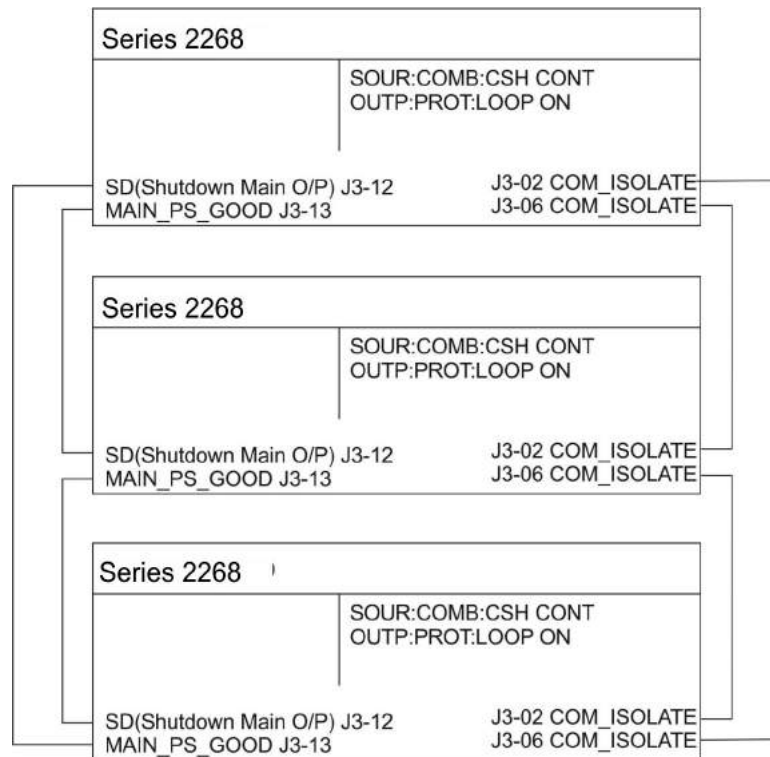 Series 2268
SOUR:COMB:CSH CONT
OUTP:PROT:LOOP ON
SD(Shutdown Main O/P) J3-12
MAIN_PS_GOOD J3-13
J3-02 COM_ISOLATE
J3-06 COM_ISOLATE
Series 2268
SOUR:COMB:CSH CONT
OUTP:PROT:LOOP ON
SD(Shutdown Main O/P) J3-12
MAIN_PS_GOOD J3-13
J3-02 COM_ISOLATE
J3-06 COM_ISOLATE
Series 2268
SOUR:COMB:CSH CONT
OUTP:PROT:LOOP ON
SD(Shutdown Main O/P) J3-12
MAIN_PS_GOOD J3-13
J3-02 COM_ISOLATE
J3-06 COM_ISOLATE